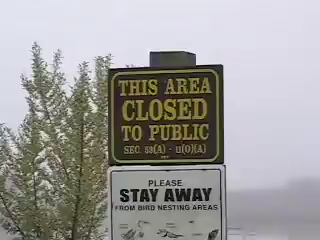 THIS AREA
CLOSED
TO PUBLIC
PLEASE
STAY AWAY
FROM BIRD NESTING AREAS